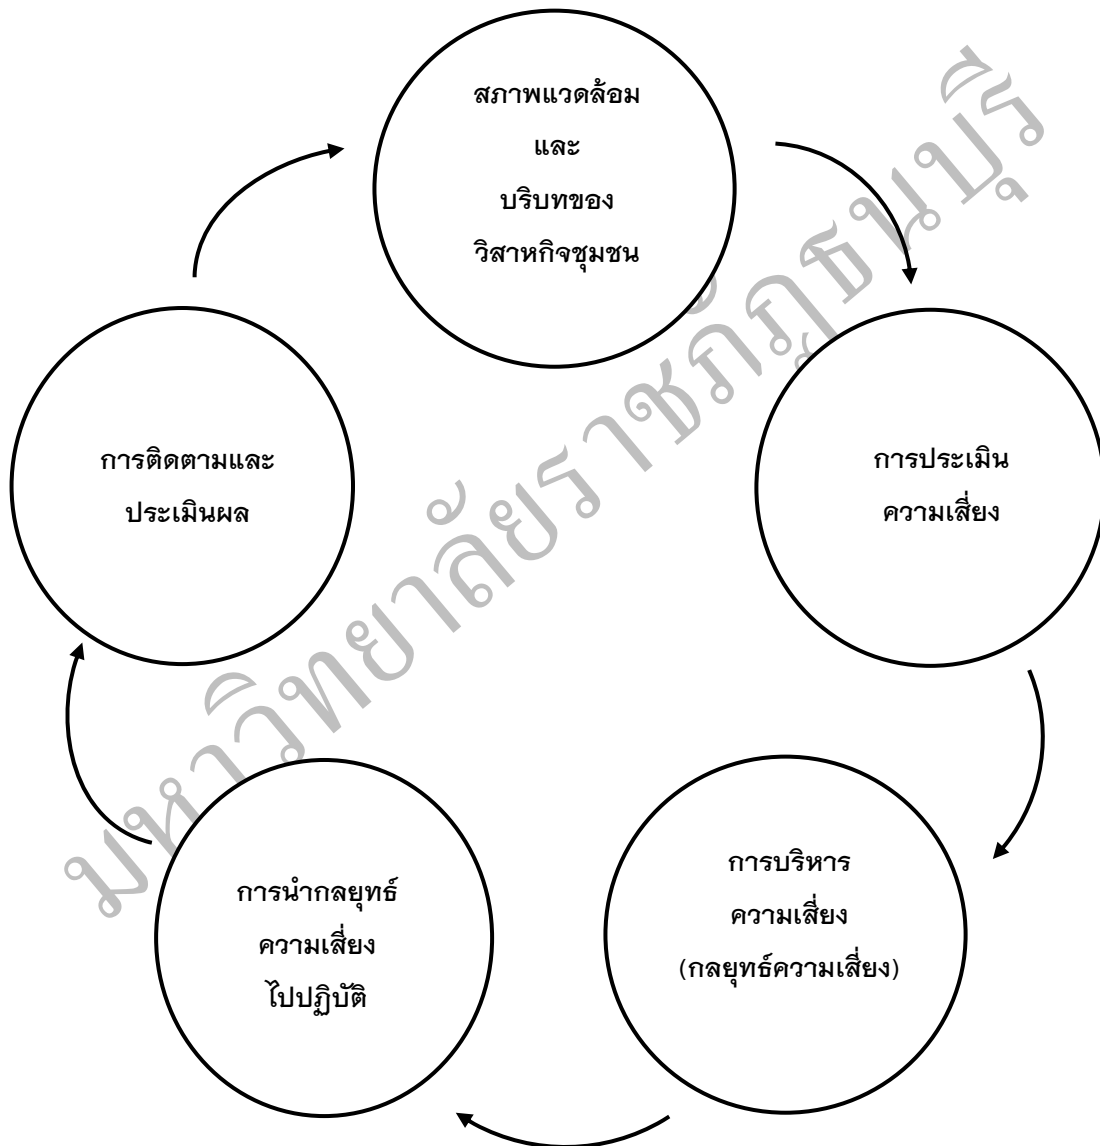 สภาพแวดล้อม
และ
บริบทของ
วิสาหกิจชุมชน
การประเมิน
ความเสี่ยง
การบริหาร
ความเสี่ยง
(กลยุทธ์ความเสี่ยง)
การนำกลยุทธ์
ความเสี่ยง
ไปปฏิบัติ
การติดตามและ
ประเมินผล
มหาวิทยาลัยราชภัฏธนบุรี